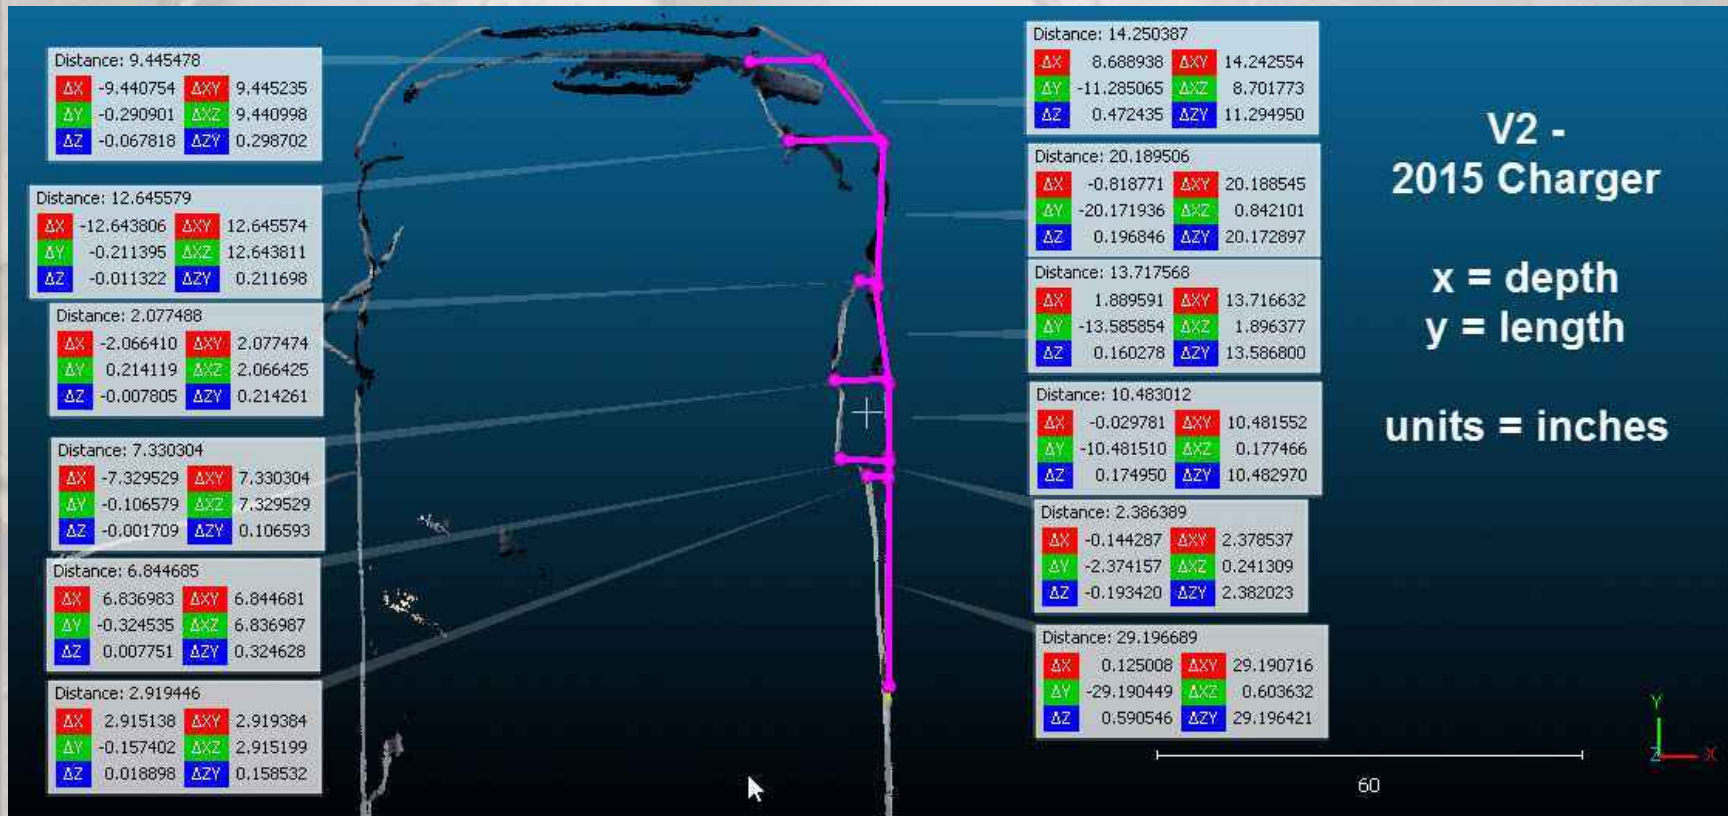 Distance: 9.445478
ΔX -9.440754 ΔXY 9.445235
ΔY -0.290901 ΔXZ 9.440998
ΔZ -0.067818 ΔZY 0.298702
Distance: 12.645579
ΔX -12.643806 ΔXY 12.645574
ΔY -0.211395 ΔXZ 12.643811
ΔZ -0.011322 ΔZY 0.211698
Distance: 2.077488
ΔX -2.066410 ΔXY 2.077474
ΔY 0.214119 ΔXZ 2.066425
ΔZ -0.007805 ΔZY 0.214261
Distance: 7.330304
ΔX -7.329529 ΔXY 7.330304
ΔY -0.106579 ΔXZ 7.329529
ΔZ -0.001709 ΔZY 0.106593
Distance: 6.844685
ΔX 6.836983 ΔXY 6.844681
ΔY -0.324535 ΔXZ 6.836987
ΔZ 0.007751 ΔZY 0.324628
Distance: 2.919446
ΔX 2.915138 ΔXY 2.919384
ΔY -0.157402 ΔXZ 2.915199
ΔZ 0.018898 ΔZY 0.158532
Distance: 14.250387
ΔX 8.688938 ΔXY 14.242554
ΔY -11.285065 ΔXZ 8.701773
ΔZ 0.472435 ΔZY 11.294950
Distance: 20.189506
ΔX -0.818771 ΔXY 20.188545
ΔY -20.171936 ΔXZ 0.842101
ΔZ 0.196846 ΔZY 20.172897
Distance: 13.717568
ΔX 1.889591 ΔXY 13.716632
ΔY -13.585854 ΔXZ 1.896377
ΔZ 0.160278 ΔZY 13.586800
Distance: 10.483012
ΔX -0.029781 ΔXY 10.481552
ΔY -10.481510 ΔXZ 0.177466
ΔZ 0.174950 ΔZY 10.482970
Distance: 2.386389
ΔX -0.144287 ΔXY 2.378537
ΔY -2.374157 ΔXZ 0.241309
ΔZ -0.193420 ΔZY 2.382023
Distance: 29.196689
ΔX 0.125008 ΔXY 29.190716
ΔY -29.190449 ΔXZ 0.603632
ΔZ 0.590546 ΔZY 29.196421
V2 -
2015 Charger
x = depth
y = length
units = inches
60
Y
Z X